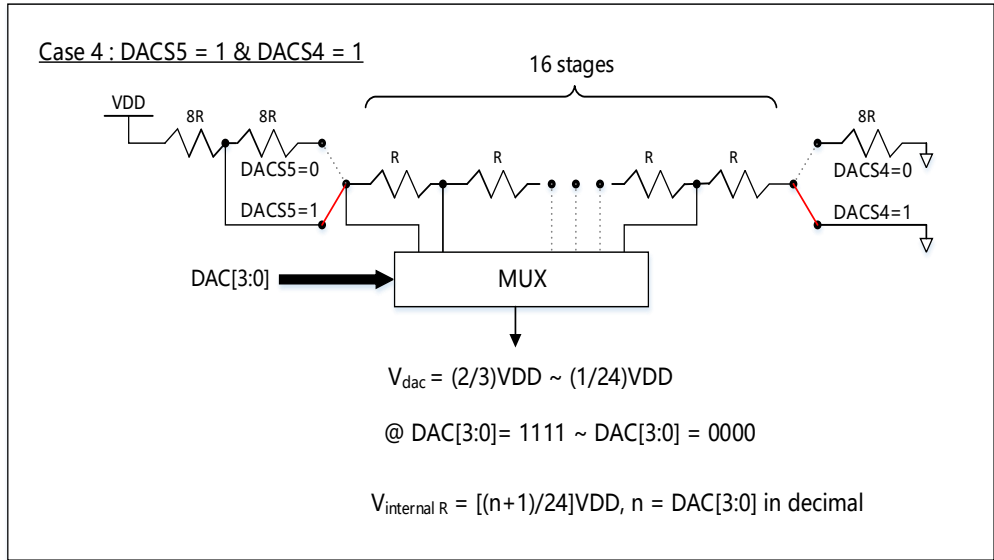 Case 4 : DACS5 = 1 & DACS4 = 1
16 stages
VDD
8R
8R
8R
DACS5=0
R
R
R
R
DACS4=0
DACS5=1
DACS4=1
DAC[3:0]
MUX
Vdac = (2/3)VDD ~ (1/24)VDD
@ DAC[3:0]= 1111 ~ DAC[3:0] = 0000
Vinternal R = [(n+1)/24]VDD, n = DAC[3:0] in decimal